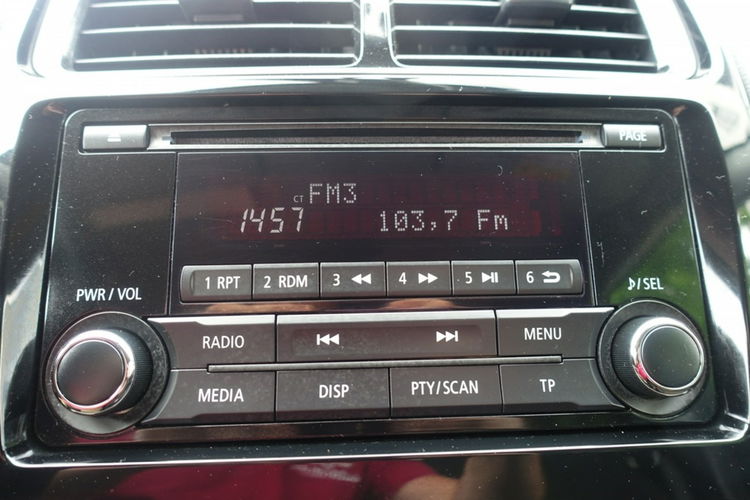 PAGE
CT FM3
1457 103,7 Fm
1 RPT 2 RDM 3 4 5 6
PWR / VOL
/SEL
RADIO MENU
MEDIA DISP PTY/SCAN TP